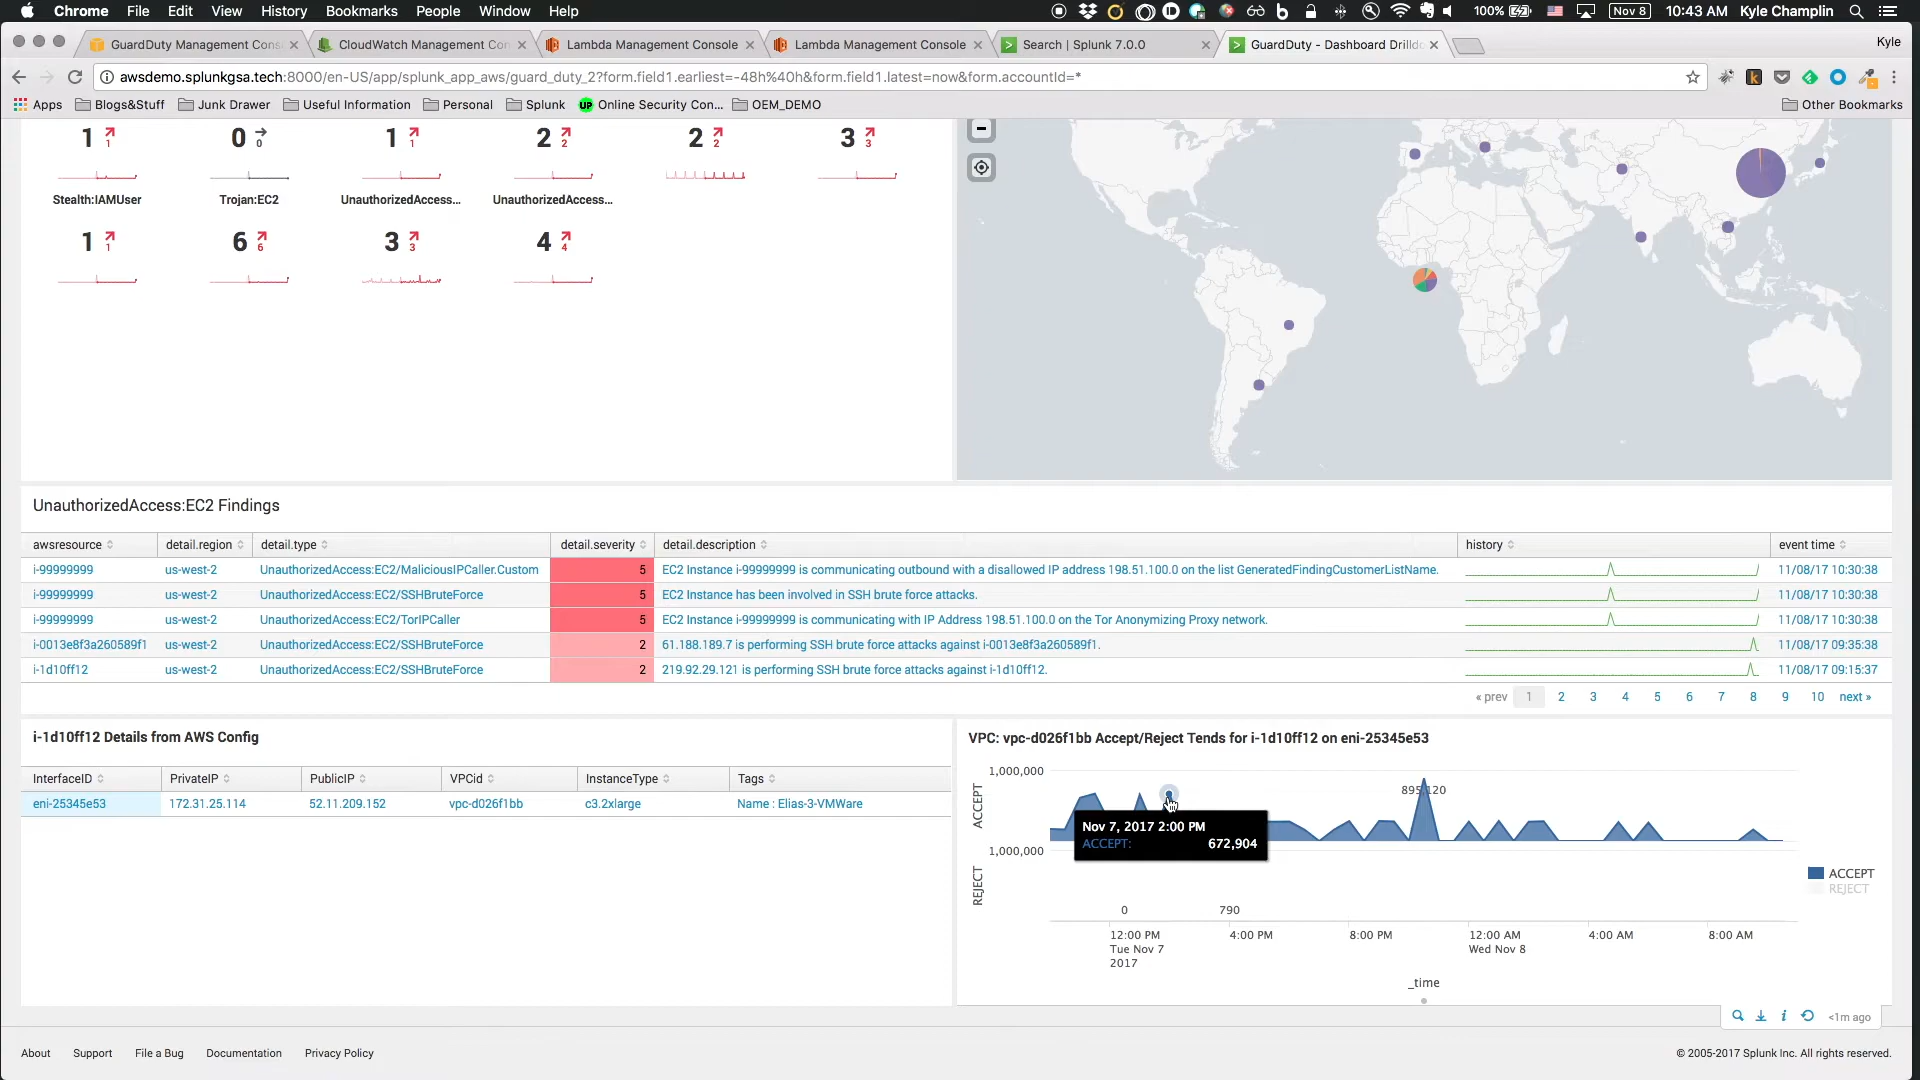 Chrome File Edit View History Bookmarks People Window Help 100% Nov 8 10:43 AM Kyle Champlin
GuardDuty Management Cons
CloudWatch Management Con
Lambda Management Console
Lambda Management Console
Search | Splunk 7.0.0
GuardDuty - Dashboard Drilldo
Kyle
awsdemo.splunkgsa.tech:8000/en-US/app/splunk_app_aws/guard_duty_2?form.field1.earliest=-48h%40h&form.field1.latest=now&form.accountId=*
Apps Blogs&Stuff Junk Drawer Useful Information Personal Splunk UP Online Security Con... OEM_DEMO Other Bookmarks
1 1 0 0 1 1 2 2 2 2 3 3
Stealth:IAMUser Trojan:EC2 UnauthorizedAccess... UnauthorizedAccess...
1 1 6 6 3 3 4 4
UnauthorizedAccess:EC2 Findings
awsresource detail.region detail.type detail.severity detail.description history event time
i-99999999 us-west-2 UnauthorizedAccess:EC2/MaliciousIPCaller.Custom 5 EC2 Instance i-99999999 is communicating outbound with a disallowed IP address 198.51.100.0 on the list GeneratedFindingCustomerListName. 11/08/17 10:30:38
i-99999999 us-west-2 UnauthorizedAccess:EC2/SSHBruteForce 5 EC2 Instance has been involved in SSH brute force attacks. 11/08/17 10:30:38
i-99999999 us-west-2 UnauthorizedAccess:EC2/TorIPCaller 5 EC2 Instance i-99999999 is communicating with IP Address 198.51.100.0 on the Tor Anonymizing Proxy network. 11/08/17 10:30:38
i-0013e8f3a260589f1 us-west-2 UnauthorizedAccess:EC2/SSHBruteForce 2 61.188.189.7 is performing SSH brute force attacks against i-0013e8f3a260589f1. 11/08/17 09:35:38
i-1d10ff12 us-west-2 UnauthorizedAccess:EC2/SSHBruteForce 2 219.92.29.121 is performing SSH brute force attacks against i-1d10ff12. 11/08/17 09:15:37
« prev 1 2 3 4 5 6 7 8 9 10 next »
i-1d10ff12 Details from AWS Config
InterfaceID PrivateIP PublicIP VPCid InstanceType Tags
eni-25345e53 172.31.25.114 52.11.209.152 vpc-d026f1bb c3.2xlarge Name : Elias-3-VMWare
VPC: vpc-d026f1bb Accept/Reject Tends for i-1d10ff12 on eni-25345e53
1,000,000
ACCEPT
895,120
Nov 7, 2017 2:00 PM
ACCEPT: 672,904
1,000,000
REJECT
ACCEPT
REJECT
0 790
12:00 PM 4:00 PM 8:00 PM 12:00 AM 4:00 AM 8:00 AM
Tue Nov 7 Wed Nov 8
2017
_time
<1m ago
About Support File a Bug Documentation Privacy Policy © 2005-2017 Splunk Inc. All rights reserved.